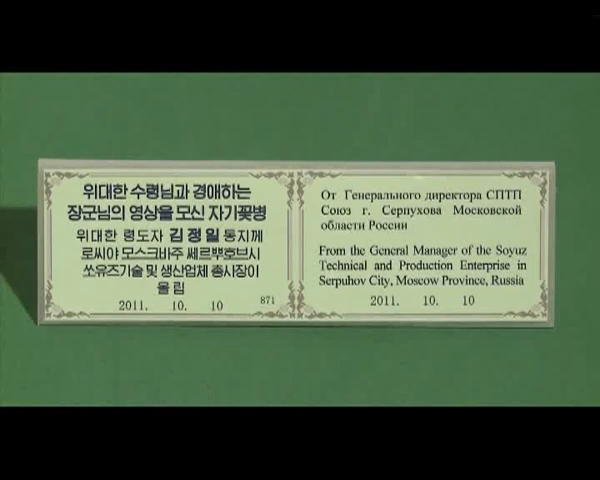 위대한 수령님과 경애하는
장군님의 영상을 모신 자기꽃병
위대한 령도자 김정일동지께
로씨야 모스크바주 쎄르뿌호브시
쏘유즈기술 및 생산업체 총사장이
올림
2011. 10. 10
871
От Генерального директора СПТП
Союз г. Серпухова Московской
области России
From the General Manager of the Soyuz
Technical and Production Enterprise in
Serpuhov City, Moscow Province, Russia
2011. 10. 10